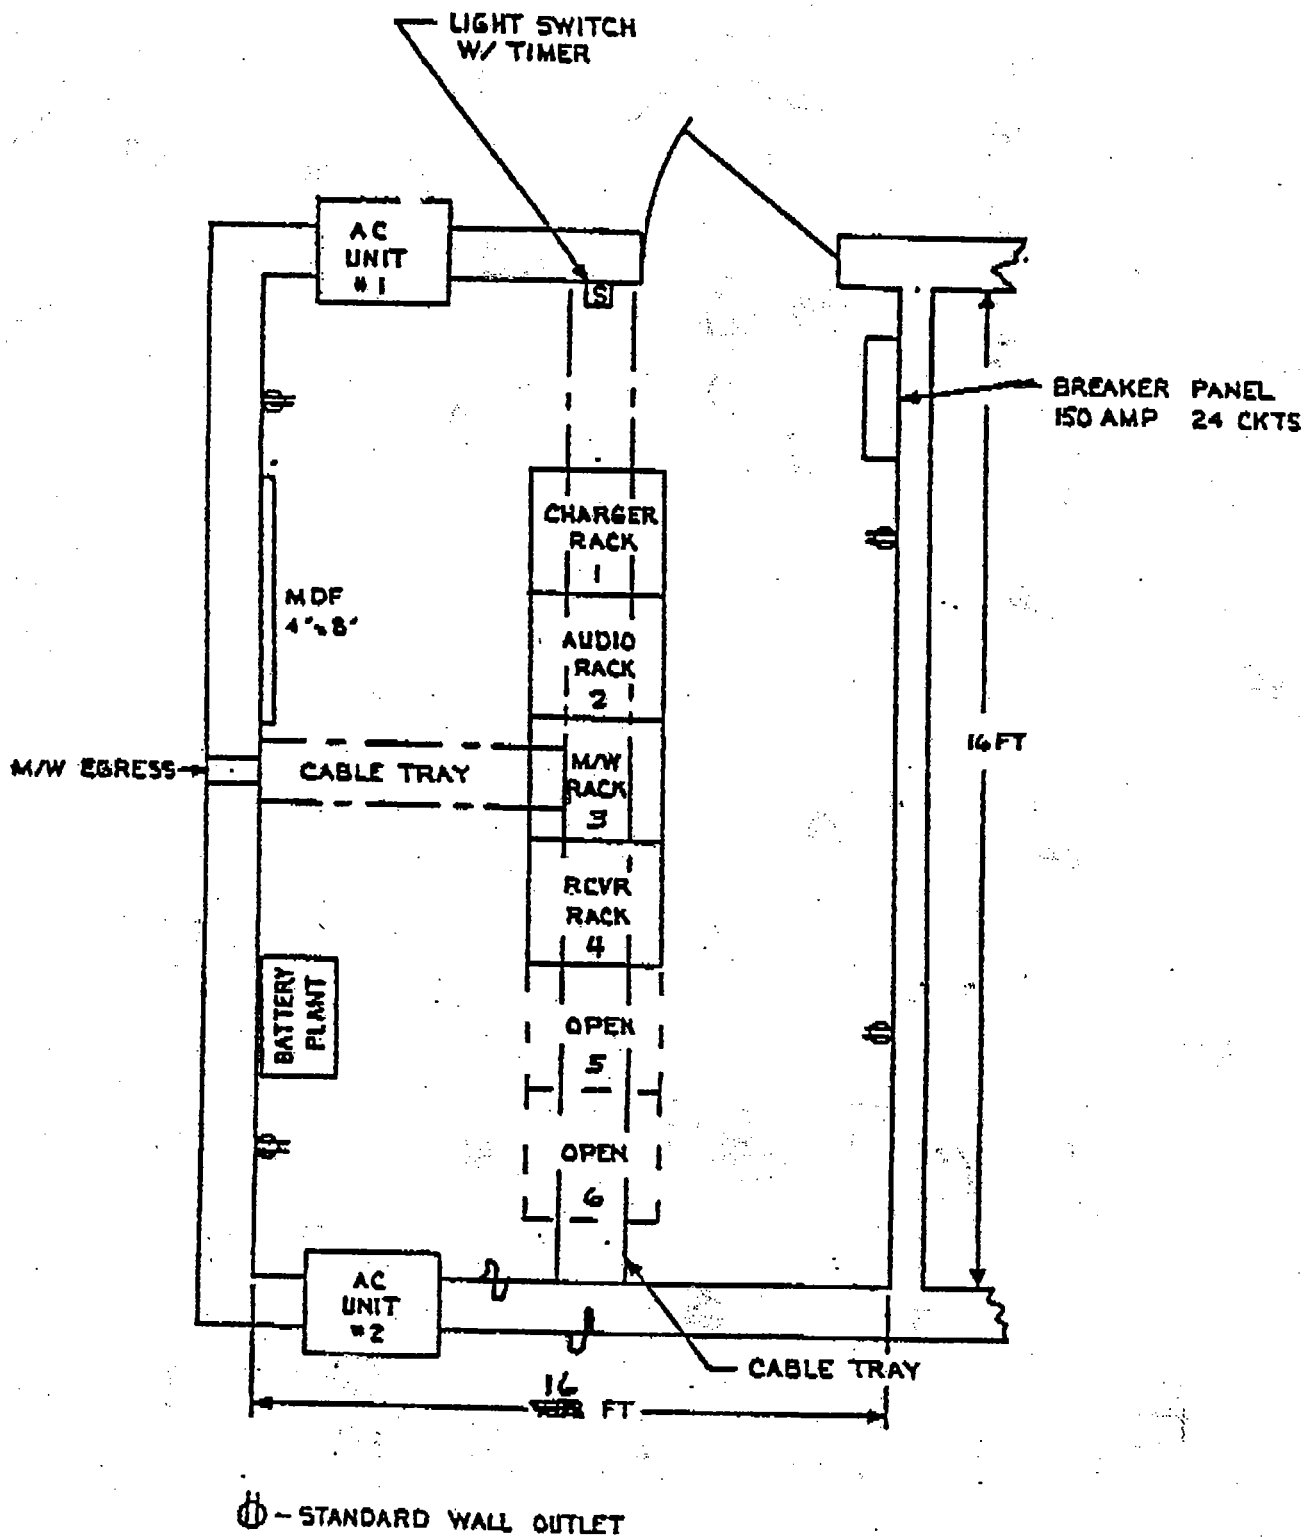 LIGHT SWITCH
W/ TIMER
AC
UNIT
#1
S
BREAKER PANEL
150 AMP 24 CKTS
CHARGER
RACK
1
MDF
4'x8'
AUDIO
RACK
2
16 FT
M/W EGRESS
CABLE TRAY
M/W
RACK
3
RCVR
RACK
4
BATTERY
PLANT
OPEN
5
OPEN
6
AC
UNIT
#2
CABLE TRAY
16
FT
- STANDARD WALL OUTLET